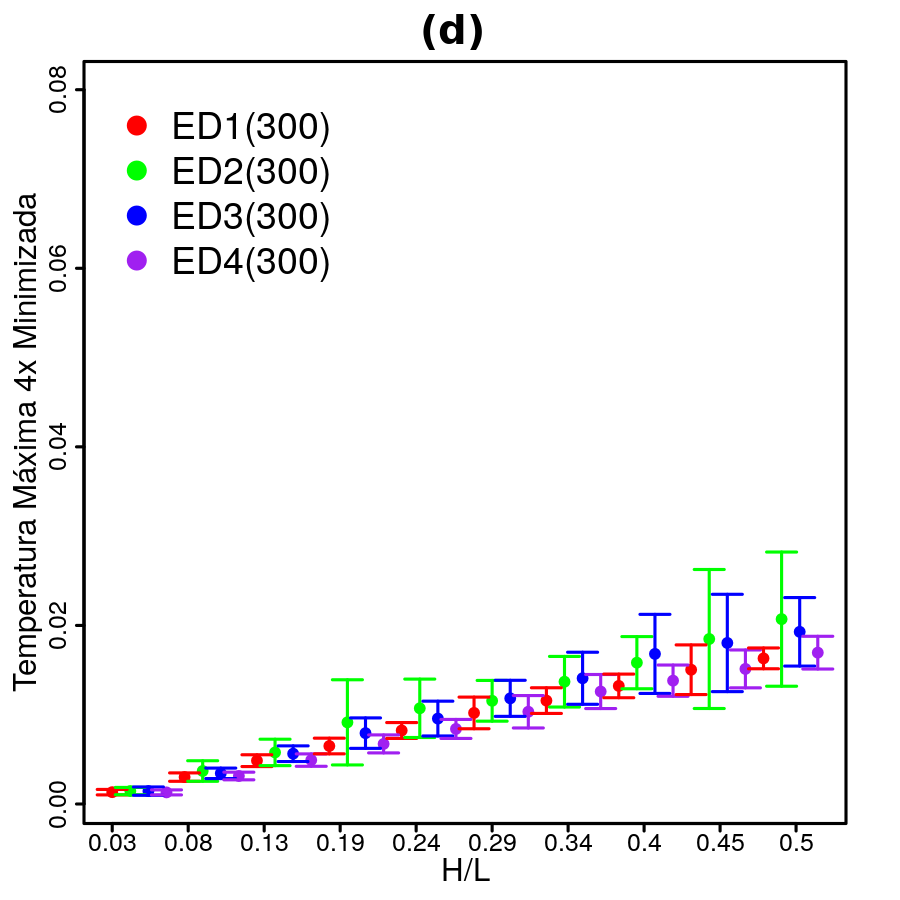 (d)
Temperatura Máxima 4x Minimizada
0.08
0.06
0.04
0.02
0.00
ED1(300)
ED2(300)
ED3(300)
ED4(300)
0.03 0.08 0.13 0.19 0.24 0.29 0.34 0.4 0.45 0.5
H/L